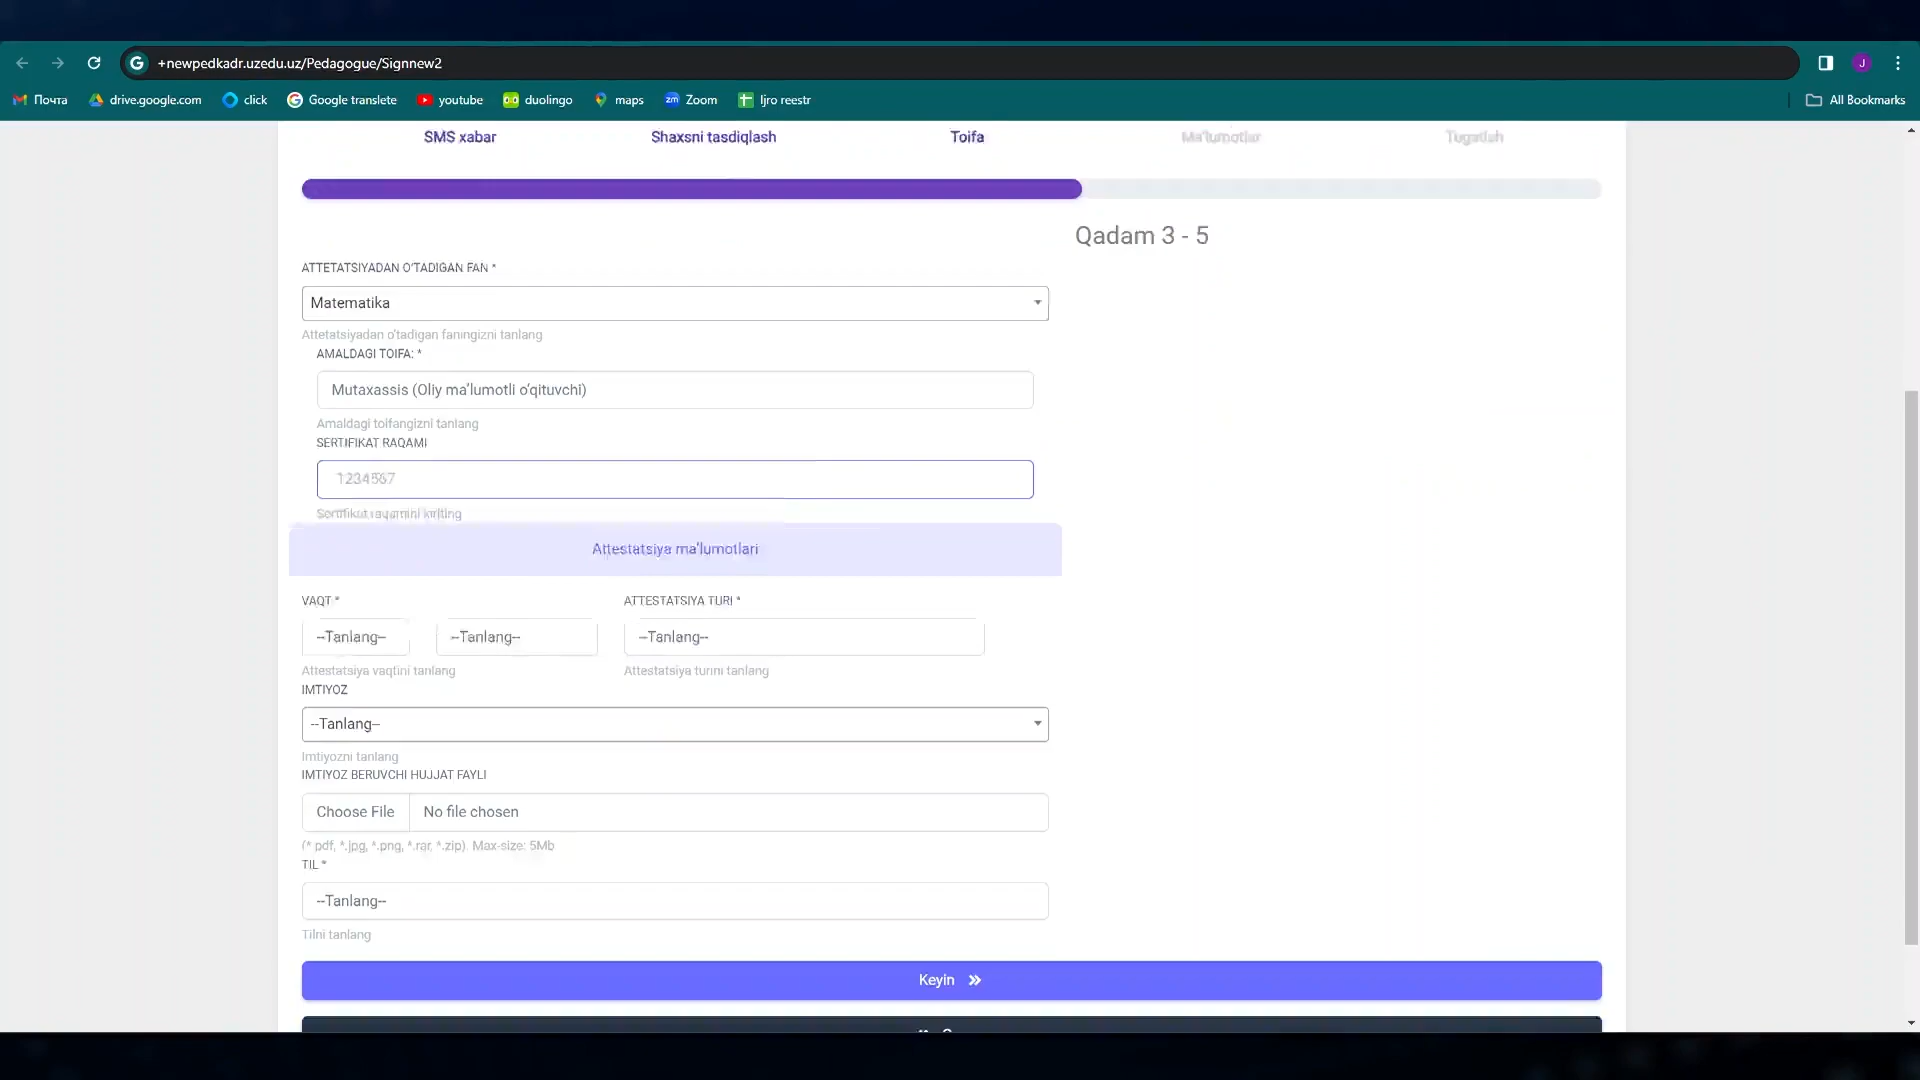 +newpedkadr.uzedu.uz/Pedagogue/Signnew2
J
Почта drive.google.com click Google translete youtube duolingo maps Zoom Ijro reestr All Bookmarks
SMS xabar Shaxsni tasdiqlash Toifa Ma'lumotlar Tugatish
Qadam 3 - 5
ATTETATSIYADAN O‘TADIGAN FAN *
Matematika
Attetatsiyadan o‘tadigan faningizni tanlang
AMALDAGI TOIFA: *
Mutaxassis (Oliy ma’lumotli o‘qituvchi)
Amaldagi toifangizni tanlang
SERTIFIKAT RAQAMI
1234567
Sertifikat raqamini kiriting
Attestatsiya ma’lumotlari
VAQT * ATTESTATSIYA TURI *
--Tanlang-- --Tanlang-- --Tanlang--
Attestatsiya vaqtini tanlang Attestatsiya turini tanlang
IMTIYOZ
--Tanlang--
Imtiyozni tanlang
IMTIYOZ BERUVCHI HUJJAT FAYLI
Choose File No file chosen
(*.pdf, *.jpg, *.png, *.rar, *.zip). Max-size: 5Mb
TIL *
--Tanlang--
Tilni tanlang
Keyin »